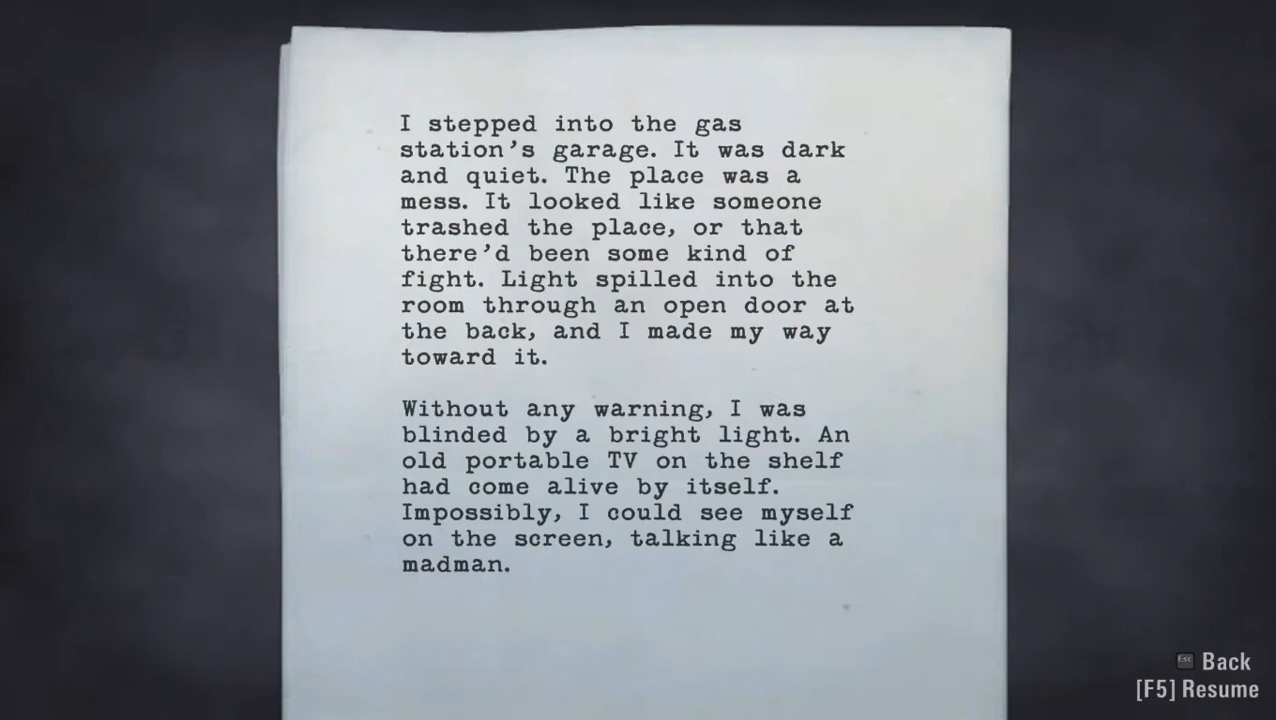 I stepped into the gas
station's garage. It was dark
and quiet. The place was a
mess. It looked like someone
trashed the place, or that
there'd been some kind of
fight. Light spilled into the
room through an open door at
the back, and I made my way
toward it.
Without any warning, I was
blinded by a bright light. An
old portable TV on the shelf
had come alive by itself.
Impossibly, I could see myself
on the screen, talking like a
madman.
Esc Back
[F5] Resume